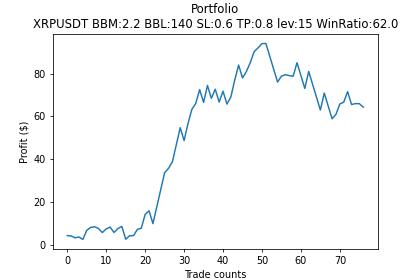 Portfolio
XRPUSDT BBM:2.2 BBL:140 SL:0.6 TP:0.8 lev:15 WinRatio:62.0
80
60
40
20
0
Profit ($)
0 10 20 30 40 50 60 70
Trade counts